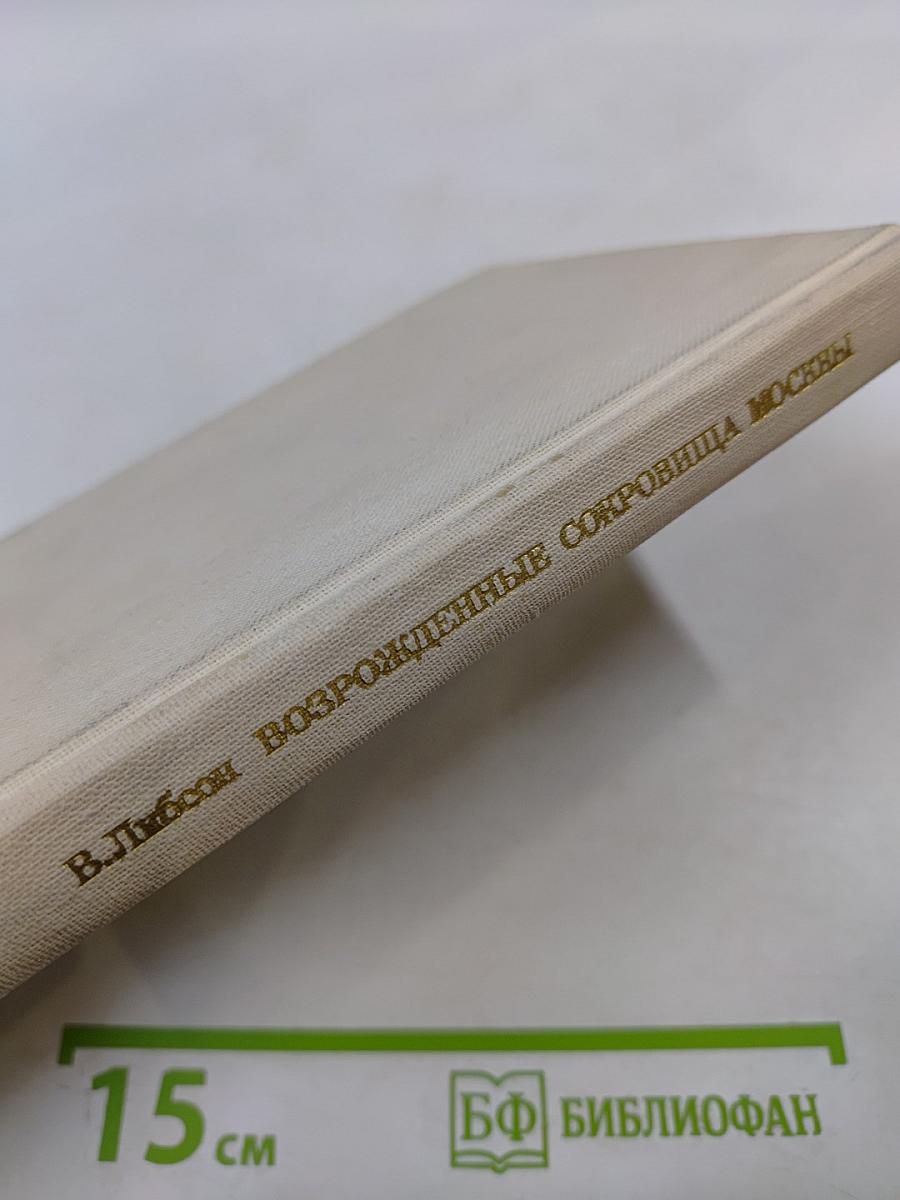 В.Либсон ВОЗРОЖДЕННЫЕ СОКРОВИЩА МОСКВЫ
15 см
БФ БИБЛИОФАН